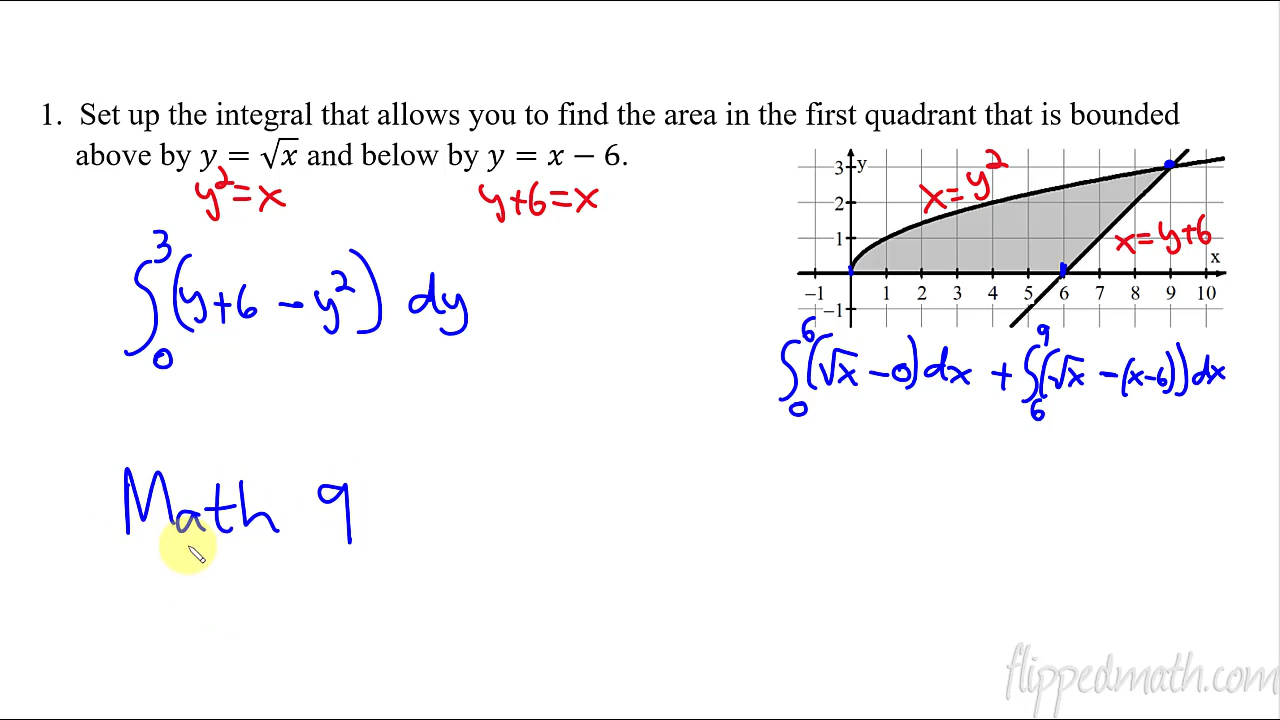 1. Set up the integral that allows you to find the area in the first quadrant that is bounded
above by y = √x and below by y = x − 6.
y² = x
y+6 = x
∫₀³ (y+6 − y²) dy
3
2
1
−1
y
x
x = y²
x = y+6
−1 1 2 3 4 5 6 7 8 9 10
∫₀⁶ (√x − 0) dx + ∫₆⁹ (√x − (x−6)) dx
Math 9
flippedmath.com